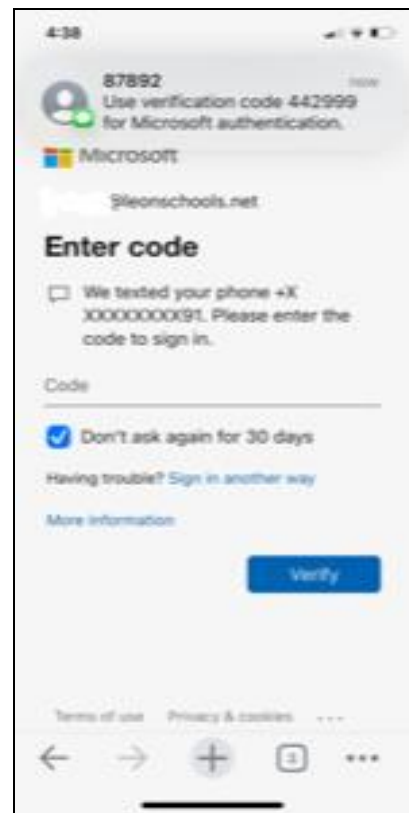 4:38
87892 now
Use verification code 442999
for Microsoft authentication.
Microsoft
@leonschools.net
Enter code
We texted your phone +X
XXXXXXXXX91. Please enter the
code to sign in.
Code
Don't ask again for 30 days
Having trouble? Sign in another way
More information
Verify
Terms of use Privacy & cookies ...